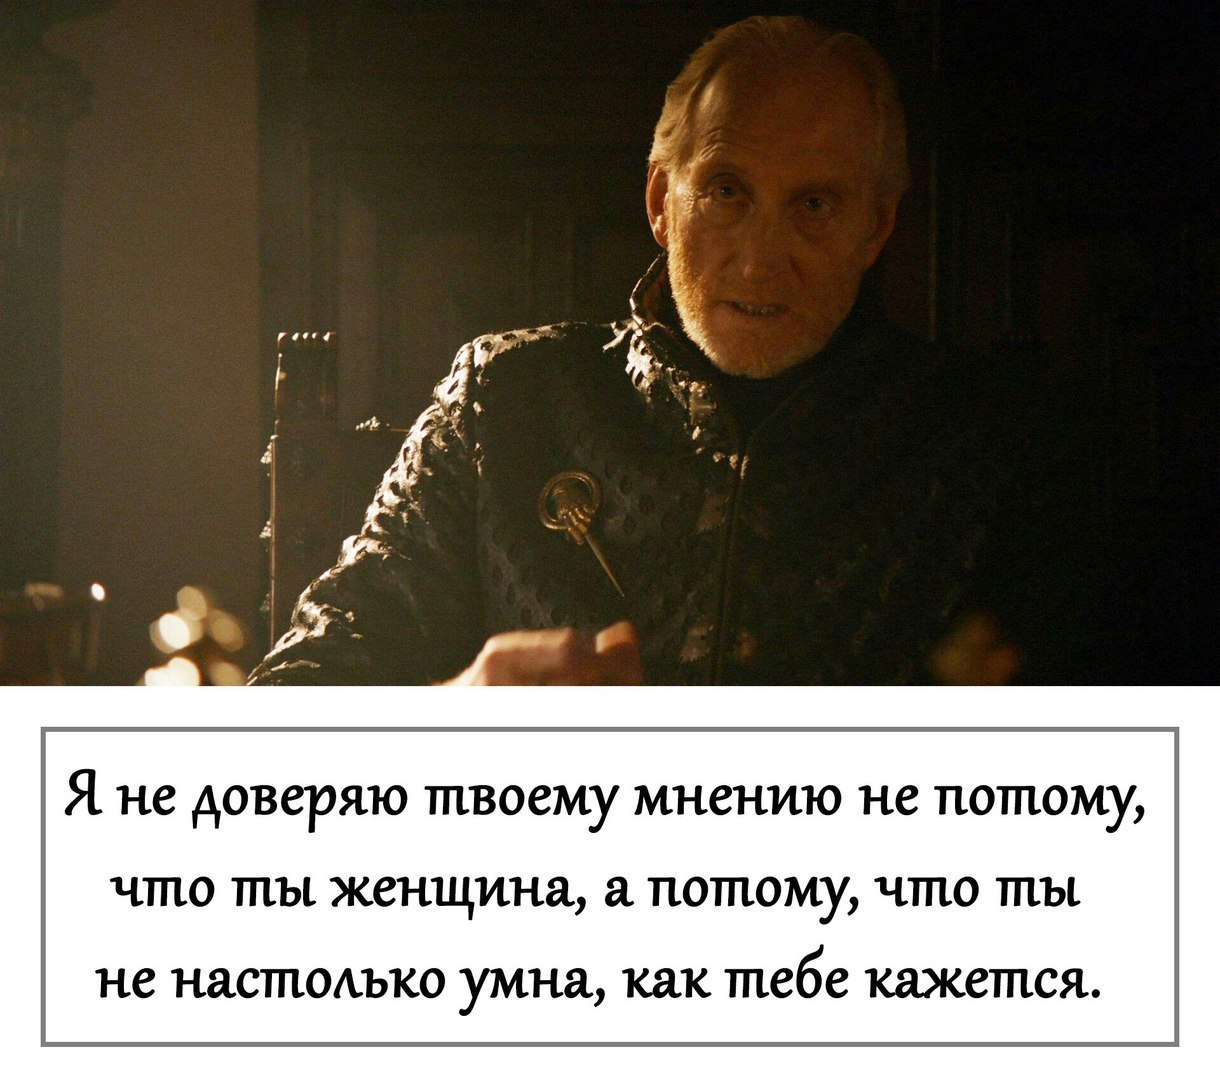 Я не доверяю твоему мнению не потому,
что ты женщина, а потому, что ты
не настолько умна, как тебе кажется.